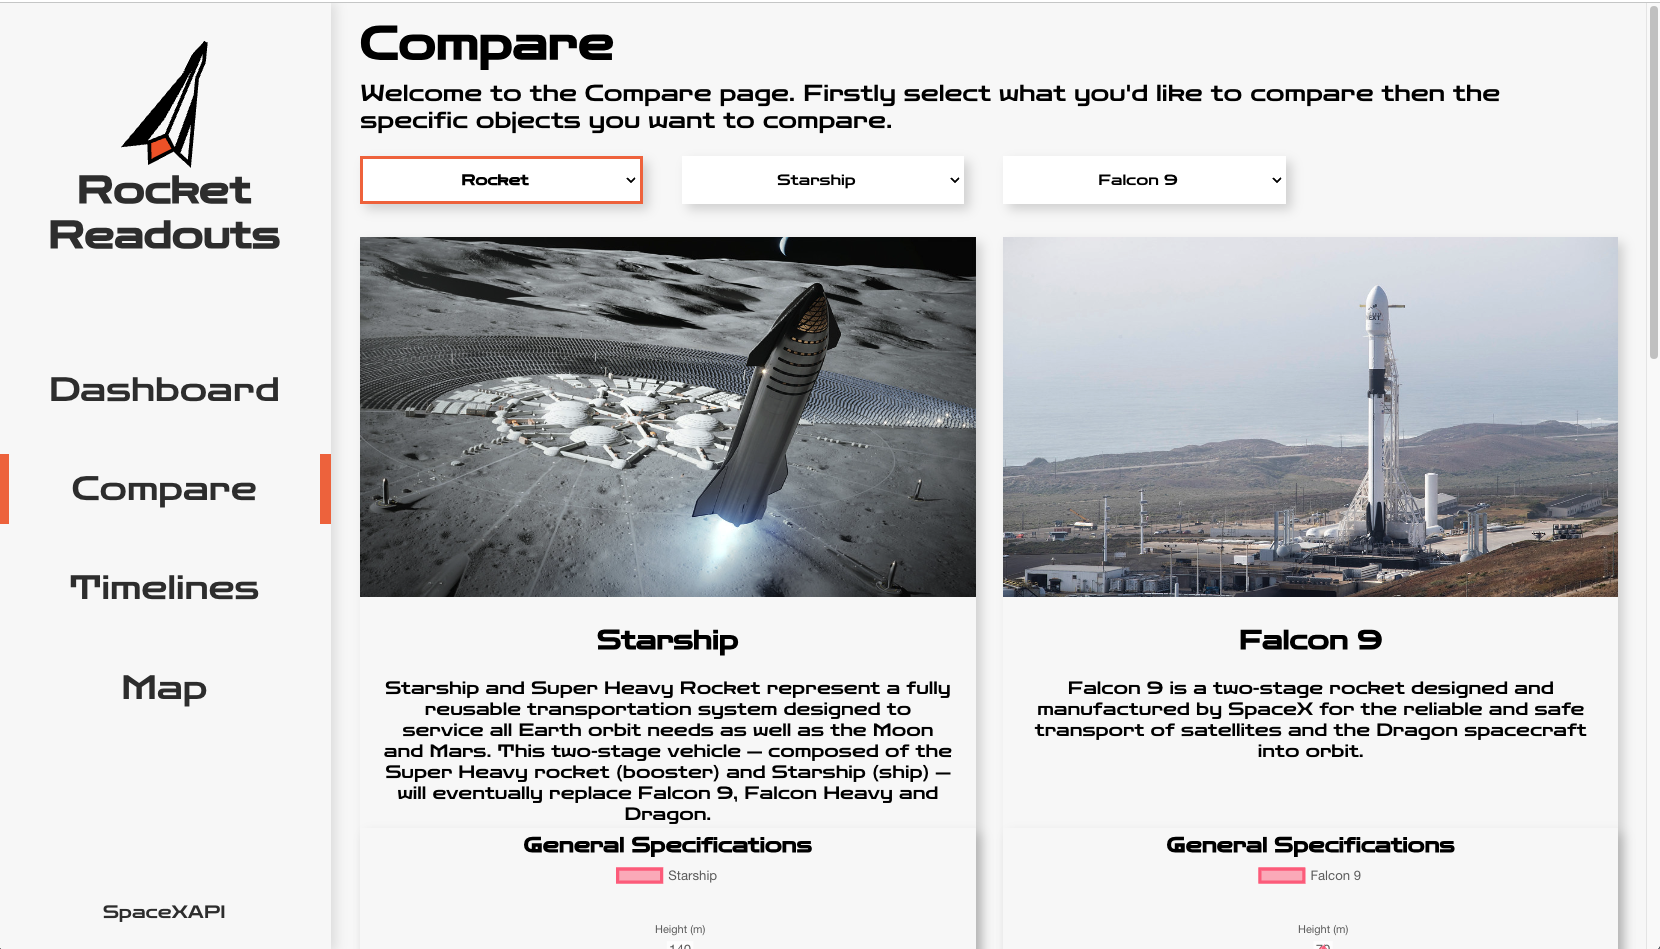 Rocket
Readouts
Dashboard
Compare
Timelines
Map
SpaceXAPI
Compare
Welcome to the Compare page. Firstly select what you'd like to compare then the
specific objects you want to compare.
Rocket
Starship
Falcon 9
Starship
Starship and Super Heavy Rocket represent a fully
reusable transportation system designed to
service all Earth orbit needs as well as the Moon
and Mars. This two-stage vehicle — composed of the
Super Heavy rocket (booster) and Starship (ship) —
will eventually replace Falcon 9, Falcon Heavy and
Dragon.
General Specifications
Starship
Height (m)
Falcon 9
Falcon 9 is a two-stage rocket designed and
manufactured by SpaceX for the reliable and safe
transport of satellites and the Dragon spacecraft
into orbit.
General Specifications
Falcon 9
Height (m)